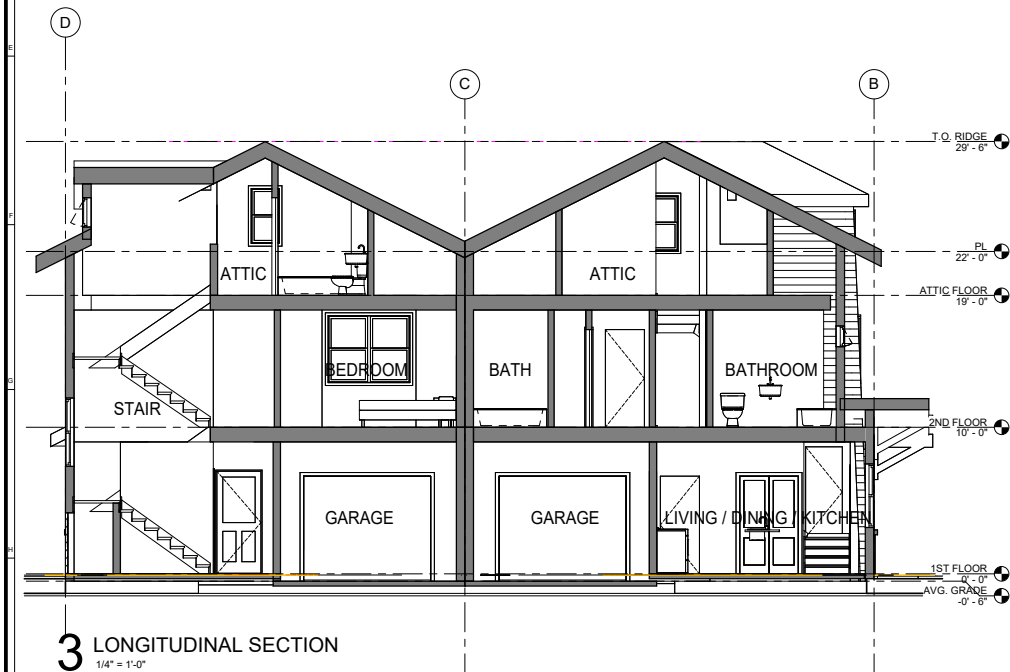 D
C
B
E
F
G
H
T.O. RIDGE
29' - 6"
PL
22' - 0"
ATTIC
ATTIC
ATTIC FLOOR
19' - 0"
BEDROOM
BATH
BATHROOM
STAIR
2ND FLOOR
10' - 0"
GARAGE
GARAGE
LIVING / DINING / KITCHEN
1ST FLOOR
0' - 0"
AVG. GRADE
-0' - 6"
3 LONGITUDINAL SECTION
1/4" = 1'-0"